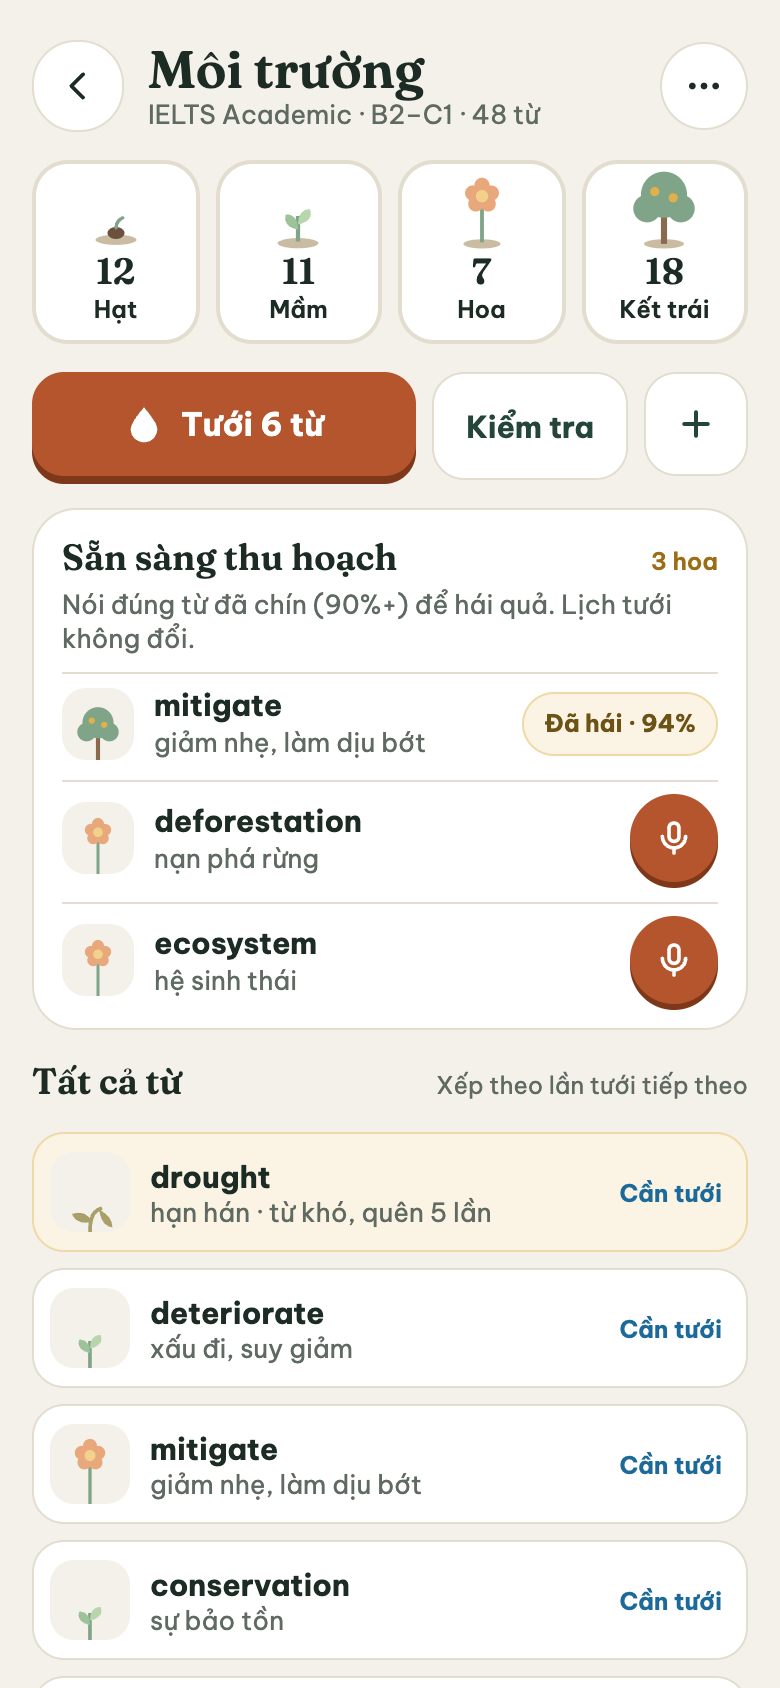 Môi trường
IELTS Academic · B2–C1 · 48 từ
12
Hạt
11
Mầm
7
Hoa
18
Kết trái
Tưới 6 từ
Kiểm tra
Sẵn sàng thu hoạch
3 hoa
Nói đúng từ đã chín (90%+) để hái quả. Lịch tưới
không đổi.
mitigate
giảm nhẹ, làm dịu bớt
Đã hái · 94%
deforestation
nạn phá rừng
ecosystem
hệ sinh thái
Tất cả từ
Xếp theo lần tưới tiếp theo
drought
hạn hán · từ khó, quên 5 lần
Cần tưới
deteriorate
xấu đi, suy giảm
Cần tưới
mitigate
giảm nhẹ, làm dịu bớt
Cần tưới
conservation
sự bảo tồn
Cần tưới